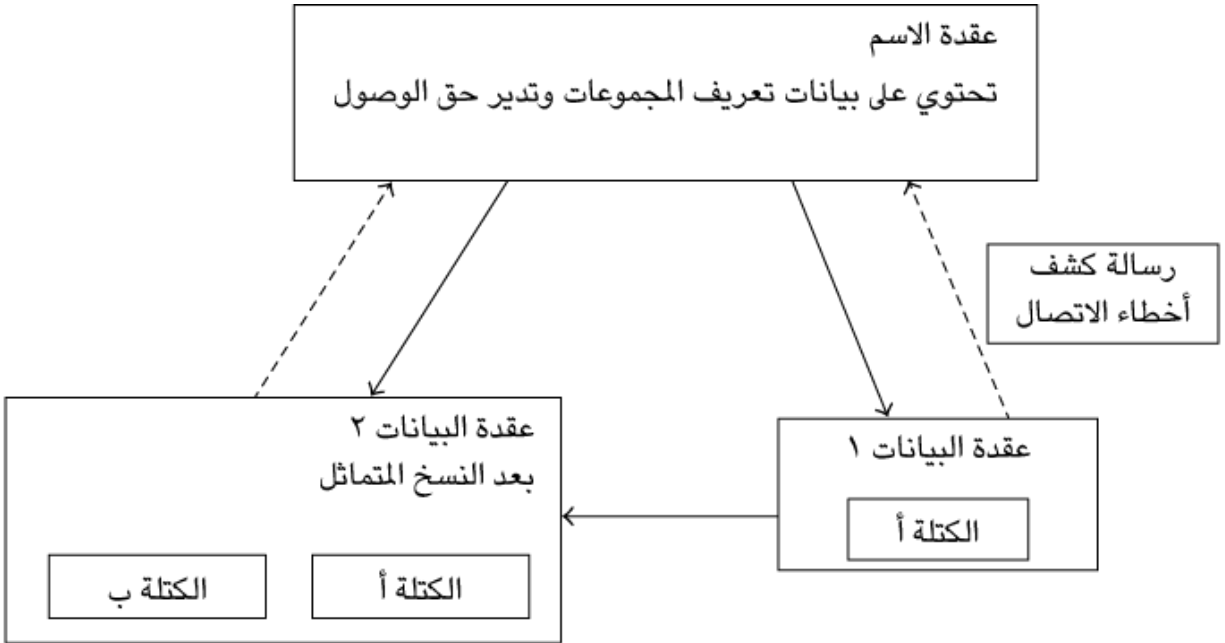 عقدة الاسم
تحتوي على بيانات تعريف المجموعات وتدير حق الوصول
رسالة كشف
أخطاء الاتصال
عقدة البيانات ١
الكتلة أ
عقدة البيانات ٢
بعد النسخ المتماثل
الكتلة أ
الكتلة ب